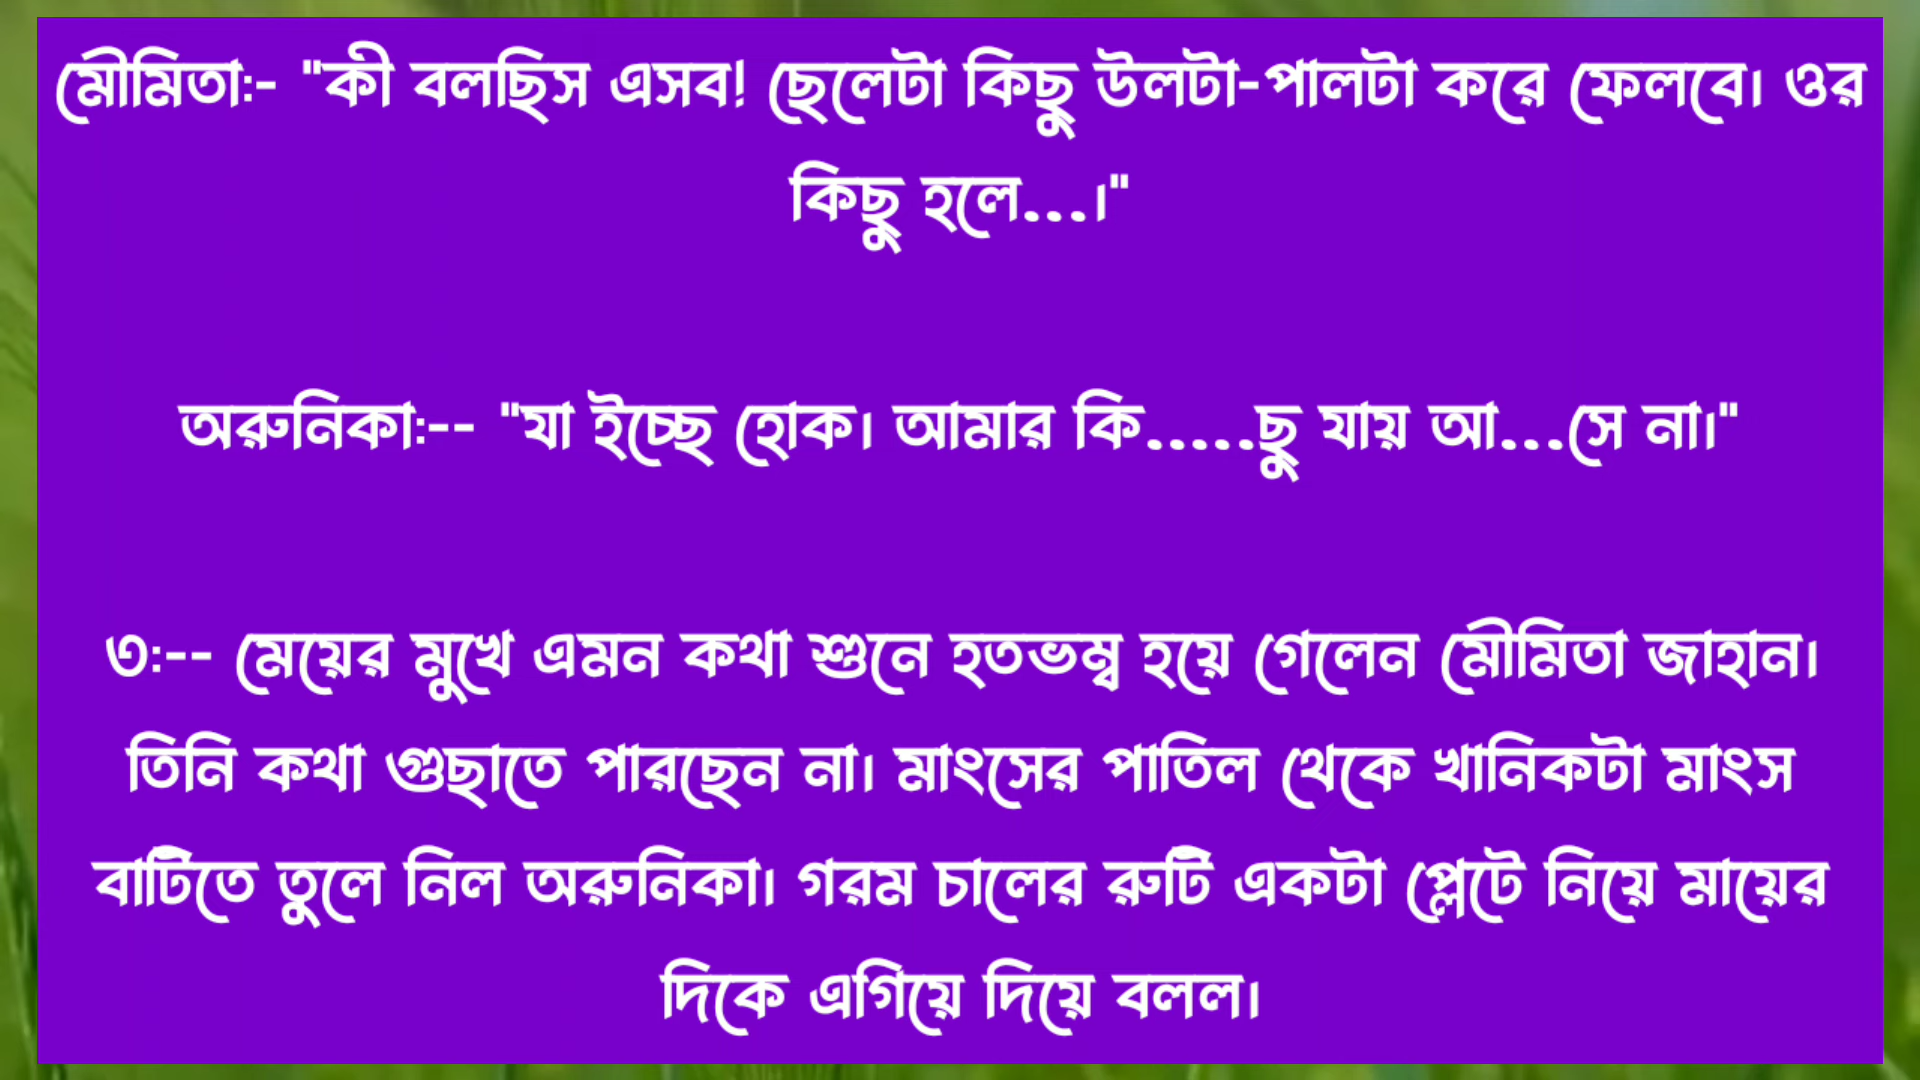 মৌমিতাঃ- "কী বলছিস এসব! ছেলেটা কিছু উলটা-পালটা করে ফেলবে। ওর
কিছু হলে...।"
অরুনিকাঃ-- "যা ইচ্ছে হোক। আমার কি.....ছু যায় আ...সে না।"
৩ঃ-- মেয়ের মুখে এমন কথা শুনে হতভম্ব হয়ে গেলেন মৌমিতা জাহান।
তিনি কথা গুছাতে পারছেন না। মাংসের পাতিল থেকে খানিকটা মাংস
বাটিতে তুলে নিল অরুনিকা। গরম চালের রুটি একটা প্লেটে নিয়ে মায়ের
দিকে এগিয়ে দিয়ে বলল।